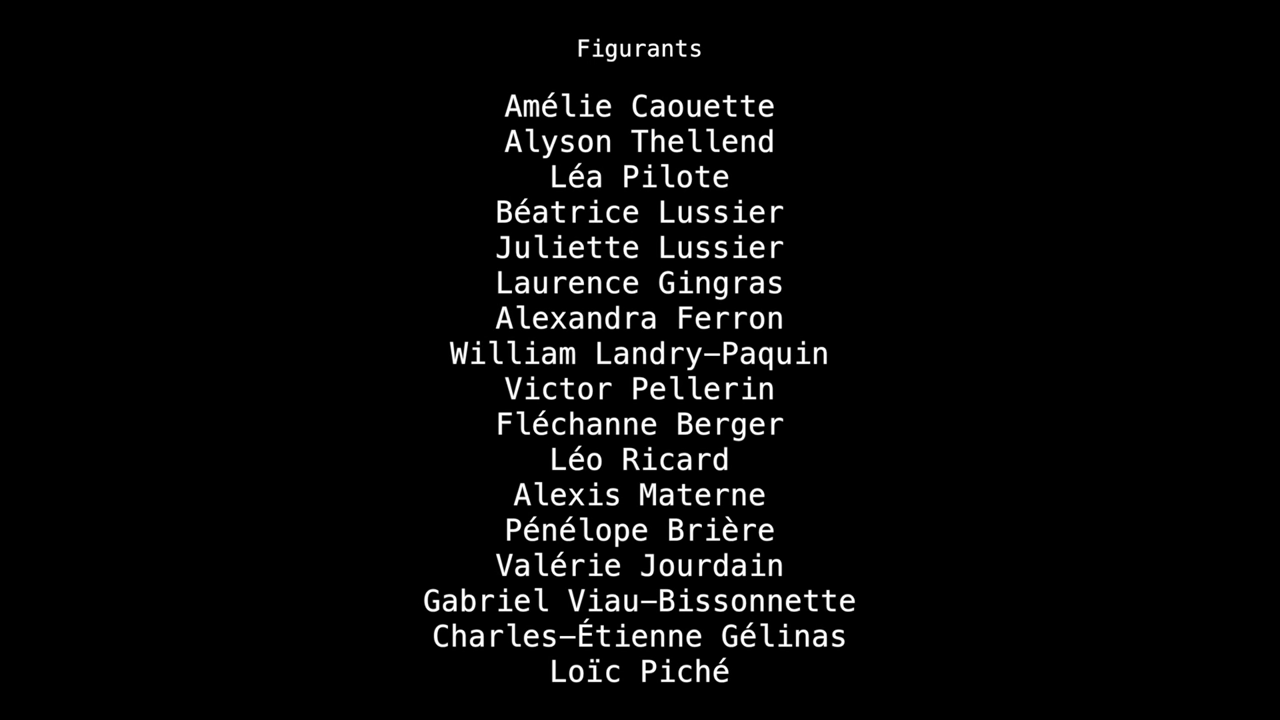 Figurants
Amélie Caouette
Alyson Thellend
Léa Pilote
Béatrice Lussier
Juliette Lussier
Laurence Gingras
Alexandra Ferron
William Landry-Paquin
Victor Pellerin
Fléchanne Berger
Léo Ricard
Alexis Materne
Pénélope Brière
Valérie Jourdain
Gabriel Viau-Bissonnette
Charles-Étienne Gélinas
Loïc Piché